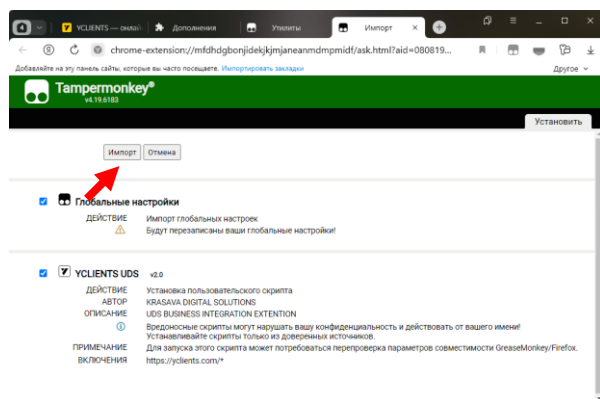 4
YCLIENTS — онлай
Дополнения
Утилиты
Импорт
chrome-extension://mfdhdgbonjidekjkjmjaneanmdmpmidf/ask.html?aid=080819...
Добавляйте на эту панель сайты, которые вы часто посещаете. Импортировать закладки
Другое
Tampermonkey®
v4.19.6183
Установить
Импорт
Отмена
Глобальные настройки
ДЕЙСТВИЕ Импорт глобальных настроек
Будут перезаписаны ваши глобальные настройки!
YCLIENTS UDS v2.0
ДЕЙСТВИЕ Установка пользовательского скрипта
АВТОР KRASAVA DIGITAL SOLUTIONS
ОПИСАНИЕ UDS BUSINESS INTEGRATION EXTENTION
Вредоносные скрипты могут нарушать вашу конфиденциальность и действовать от вашего имени!
Устанавливайте скрипты только из доверенных источников.
ПРИМЕЧАНИЕ Для запуска этого скрипта может потребоваться перепроверка параметров совместимости GreaseMonkey/Firefox.
ВКЛЮЧЕНИЯ https://yclients.com/*